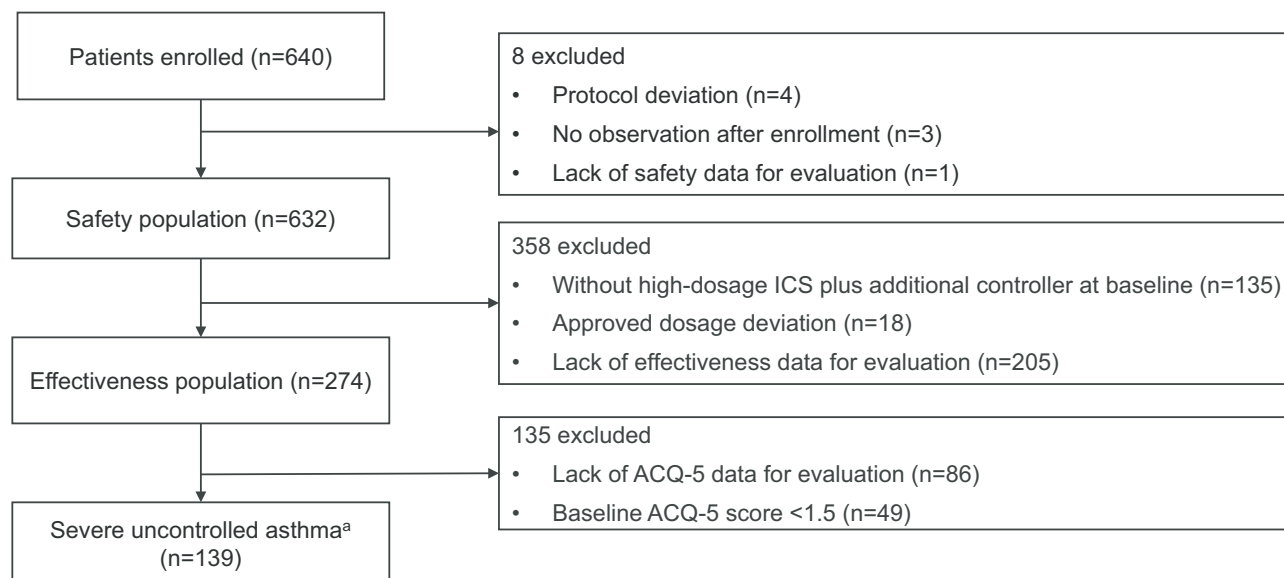 Patients enrolled (n=640)
8 excluded
• Protocol deviation (n=4)
• No observation after enrollment (n=3)
• Lack of safety data for evaluation (n=1)
Safety population (n=632)
358 excluded
• Without high-dosage ICS plus additional controller at baseline (n=135)
• Approved dosage deviation (n=18)
• Lack of effectiveness data for evaluation (n=205)
Effectiveness population (n=274)
135 excluded
• Lack of ACQ-5 data for evaluation (n=86)
• Baseline ACQ-5 score <1.5 (n=49)
Severe uncontrolled asthmaᵃ
(n=139)